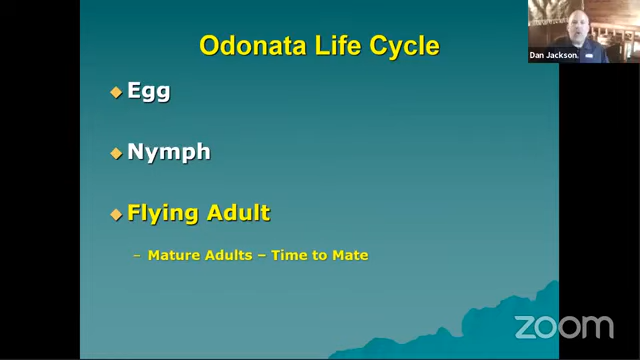 Odonata Life Cycle
Dan Jackson
Egg
Nymph
Flying Adult
– Mature Adults – Time to Mate
zoom